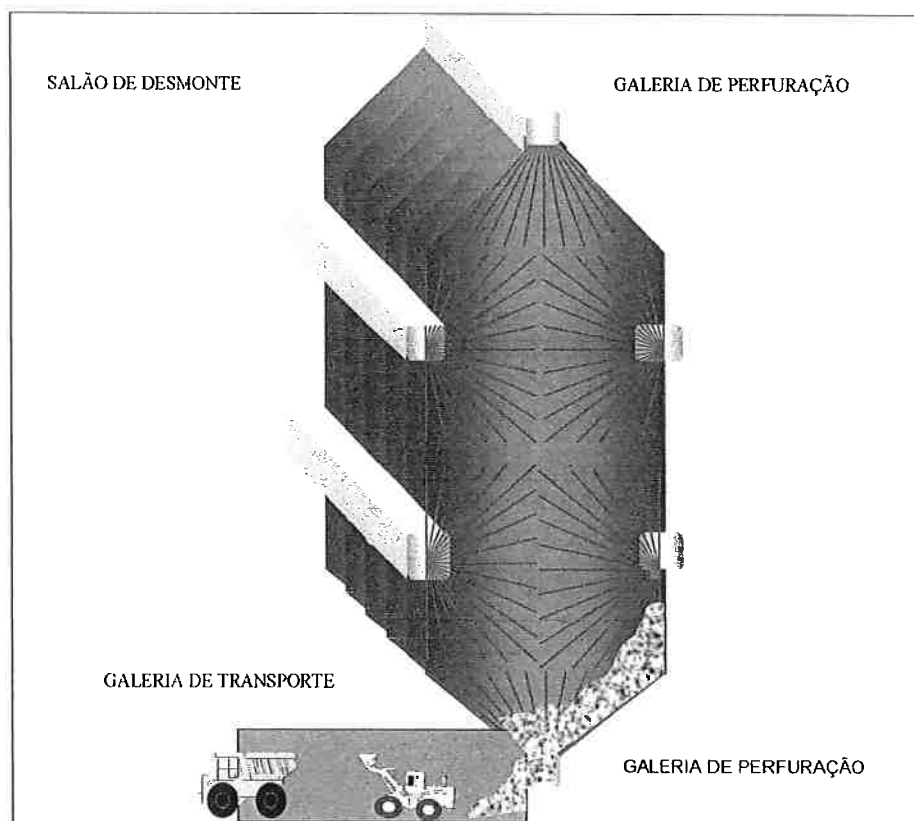 SALÃO DE DESMONTE
GALERIA DE PERFURAÇÃO
GALERIA DE TRANSPORTE
GALERIA DE PERFURAÇÃO